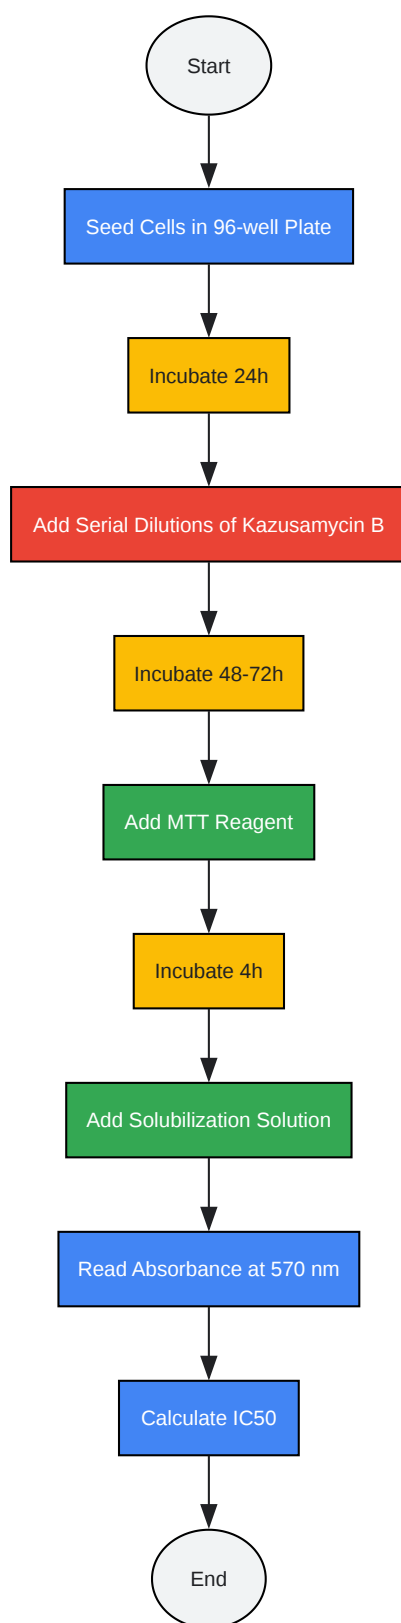 Start
Seed Cells in 96-well Plate
Incubate 24h
Add Serial Dilutions of Kazusamycin B
Incubate 48-72h
Add MTT Reagent
Incubate 4h
Add Solubilization Solution
Read Absorbance at 570 nm
Calculate IC50
End